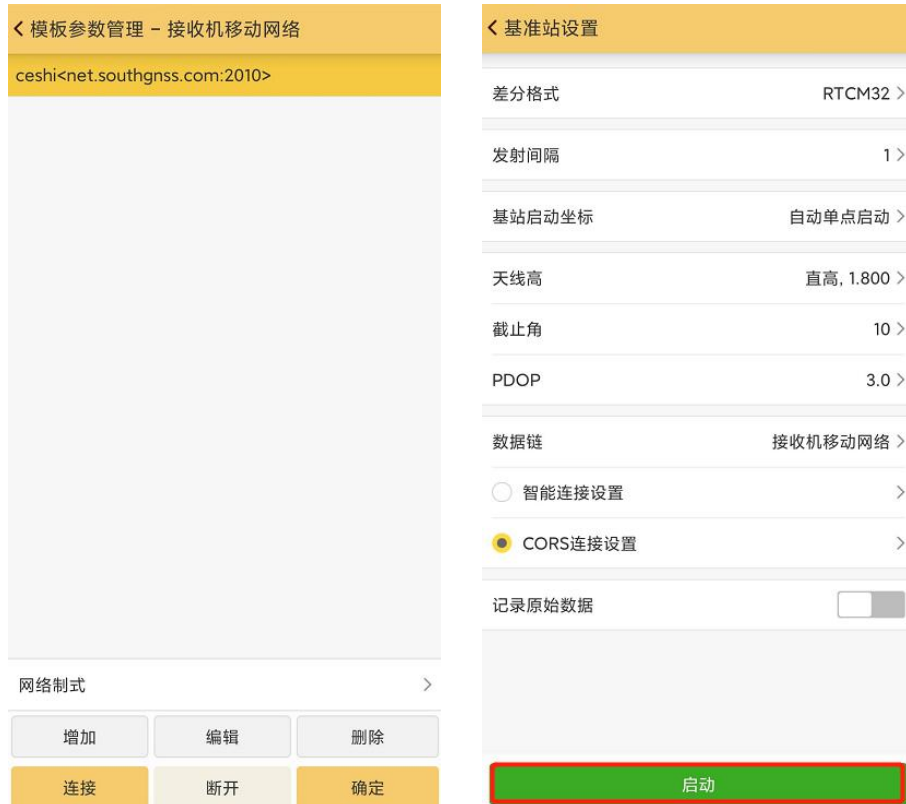 模板参数管理 - 接收机移动网络
ceshi<net.southgnss.com:2010>
网络制式
增加 编辑 删除
连接 断开 确定
基准站设置
差分格式 RTCM32
发射间隔 1
基站启动坐标 自动单点启动
天线高 直高, 1.800
截止角 10
PDOP 3.0
数据链 接收机移动网络
智能连接设置
CORS连接设置
记录原始数据
启动